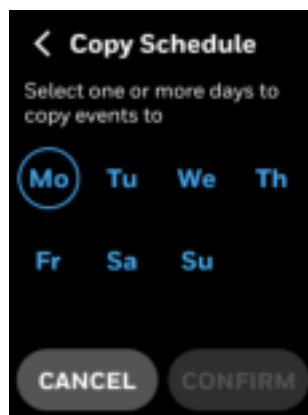 Copy Schedule
Select one or more days to
copy events to
Mo Tu We Th
Fr Sa Su
CANCEL CONFIRM